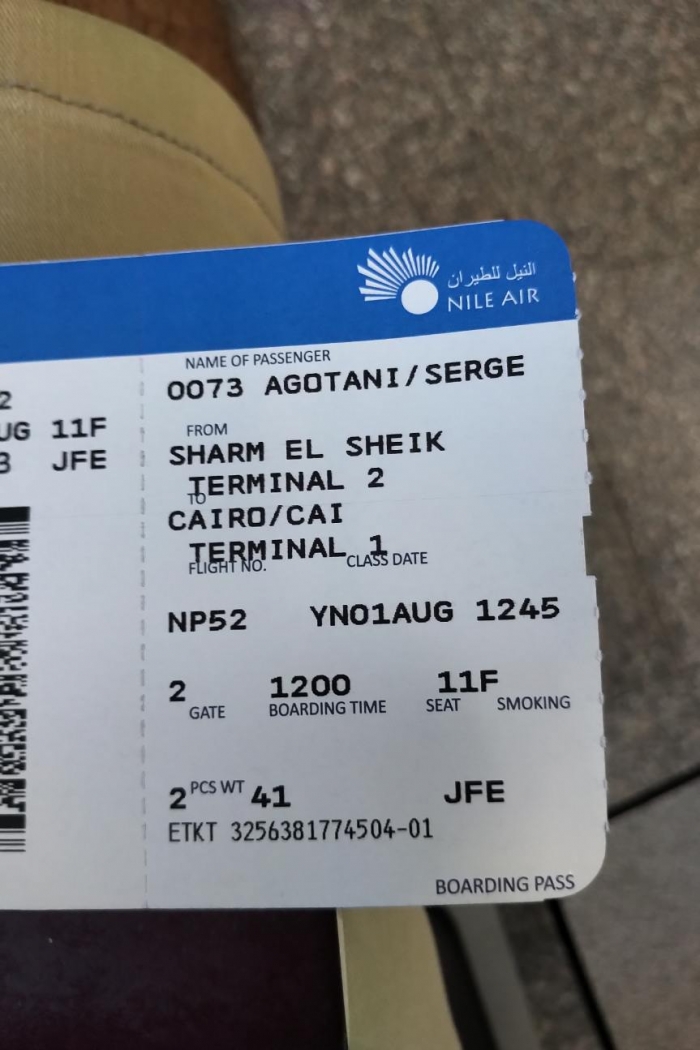 النيل للطيران
NILE AIR
NAME OF PASSENGER
0073 AGOTANI/SERGE
FROM
SHARM EL SHEIK
TERMINAL 2
TO
CAIRO/CAI
TERMINAL 1
FLIGHT NO. CLASS DATE
NP52 YN01AUG 1245
2 1200 11F
GATE BOARDING TIME SEAT SMOKING
2 PCS WT 41 JFE
ETKT 3256381774504-01
BOARDING PASS
2
UG 11F
3 JFE